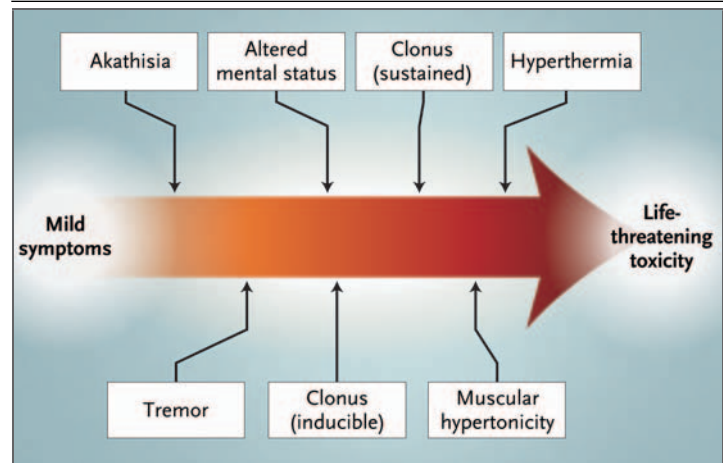 Akathisia
Altered
mental status
Clonus
(sustained)
Hyperthermia
Mild
symptoms
Life-
threatening
toxicity
Tremor
Clonus
(inducible)
Muscular
hypertonicity